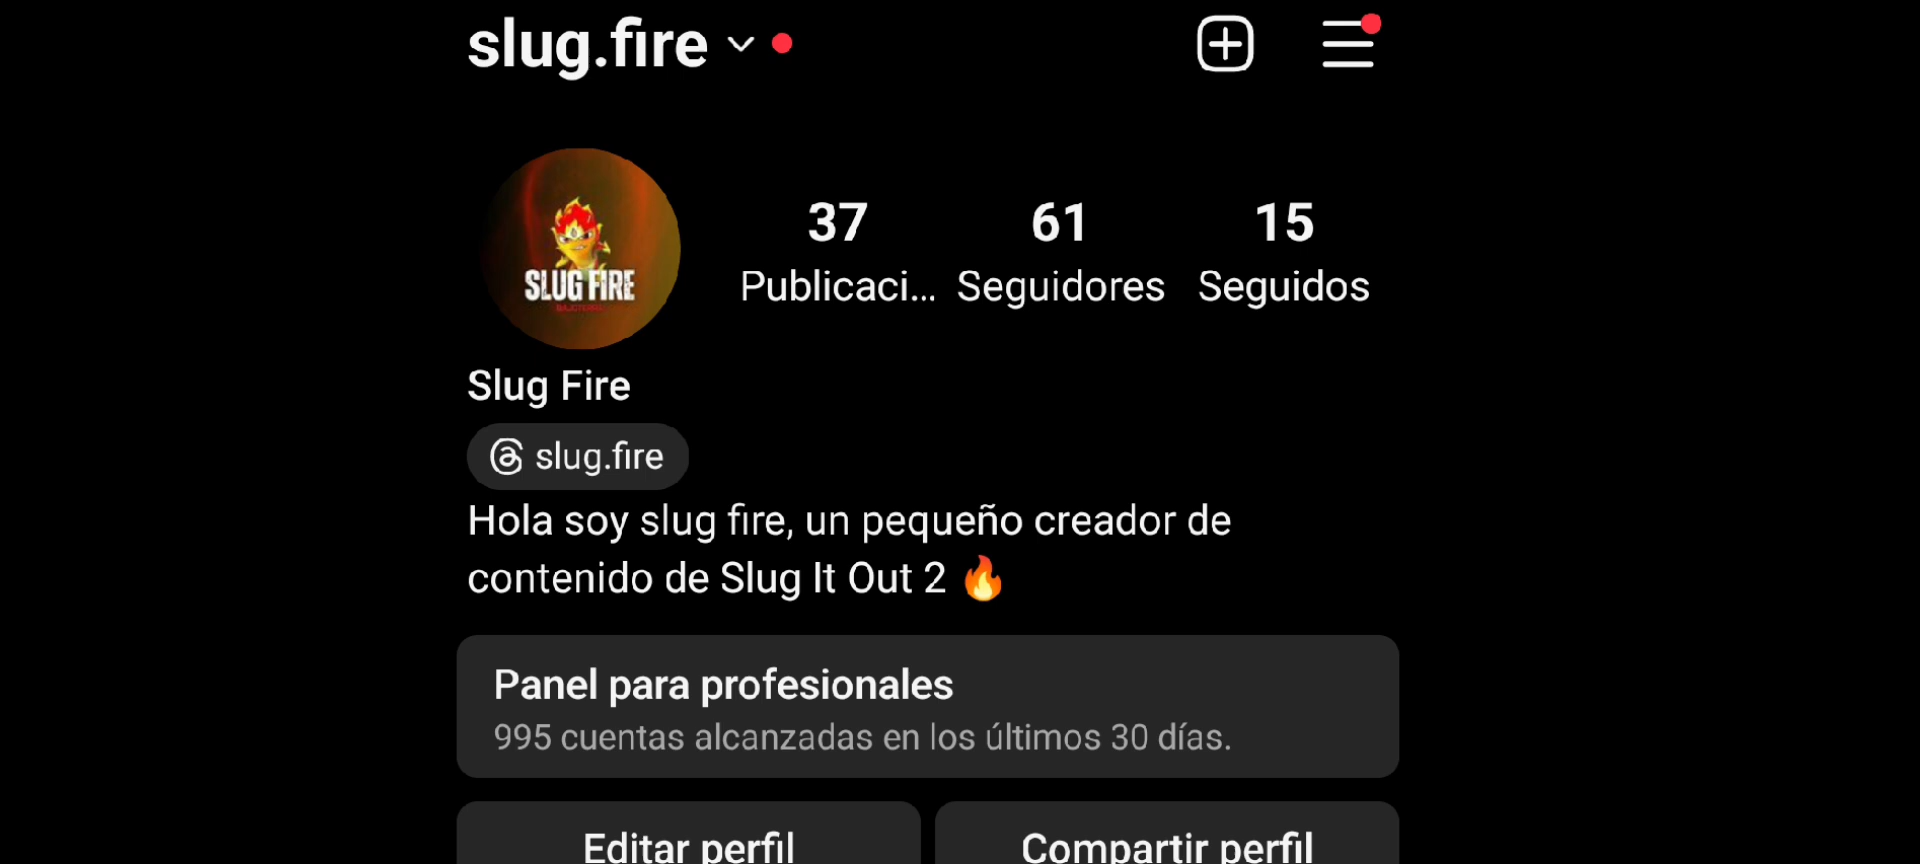 slug.fire
37 61 15
Publicaci... Seguidores Seguidos
SLUG FIRE
Slug Fire
slug.fire
Hola soy slug fire, un pequeño creador de
contenido de Slug It Out 2 🔥
Panel para profesionales
995 cuentas alcanzadas en los últimos 30 días.
Editar perfil Compartir perfil